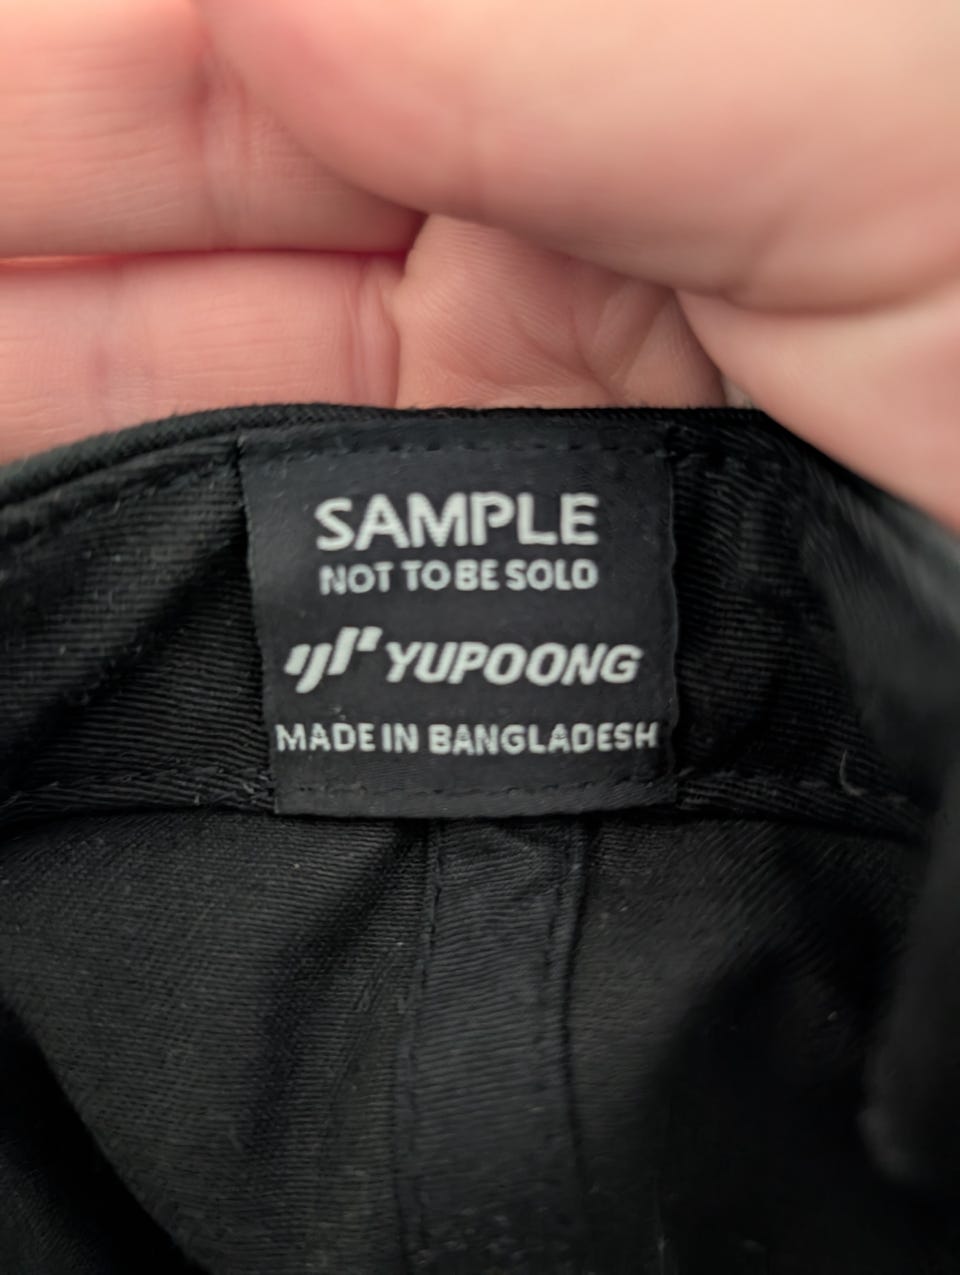 SAMPLE
NOT TO BE SOLD
YUPOONG
MADE IN BANGLADESH